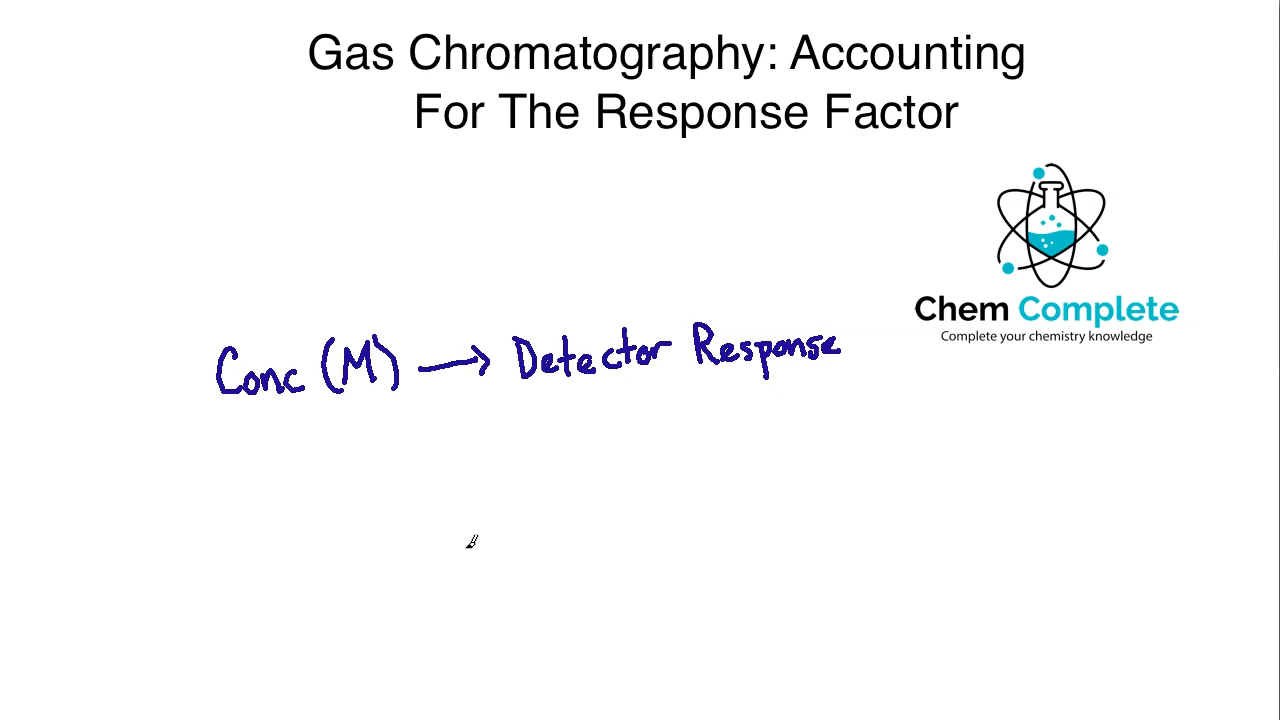 Gas Chromatography: Accounting
For The Response Factor
Chem Complete
Complete your chemistry knowledge
Conc (M) → Detector Response